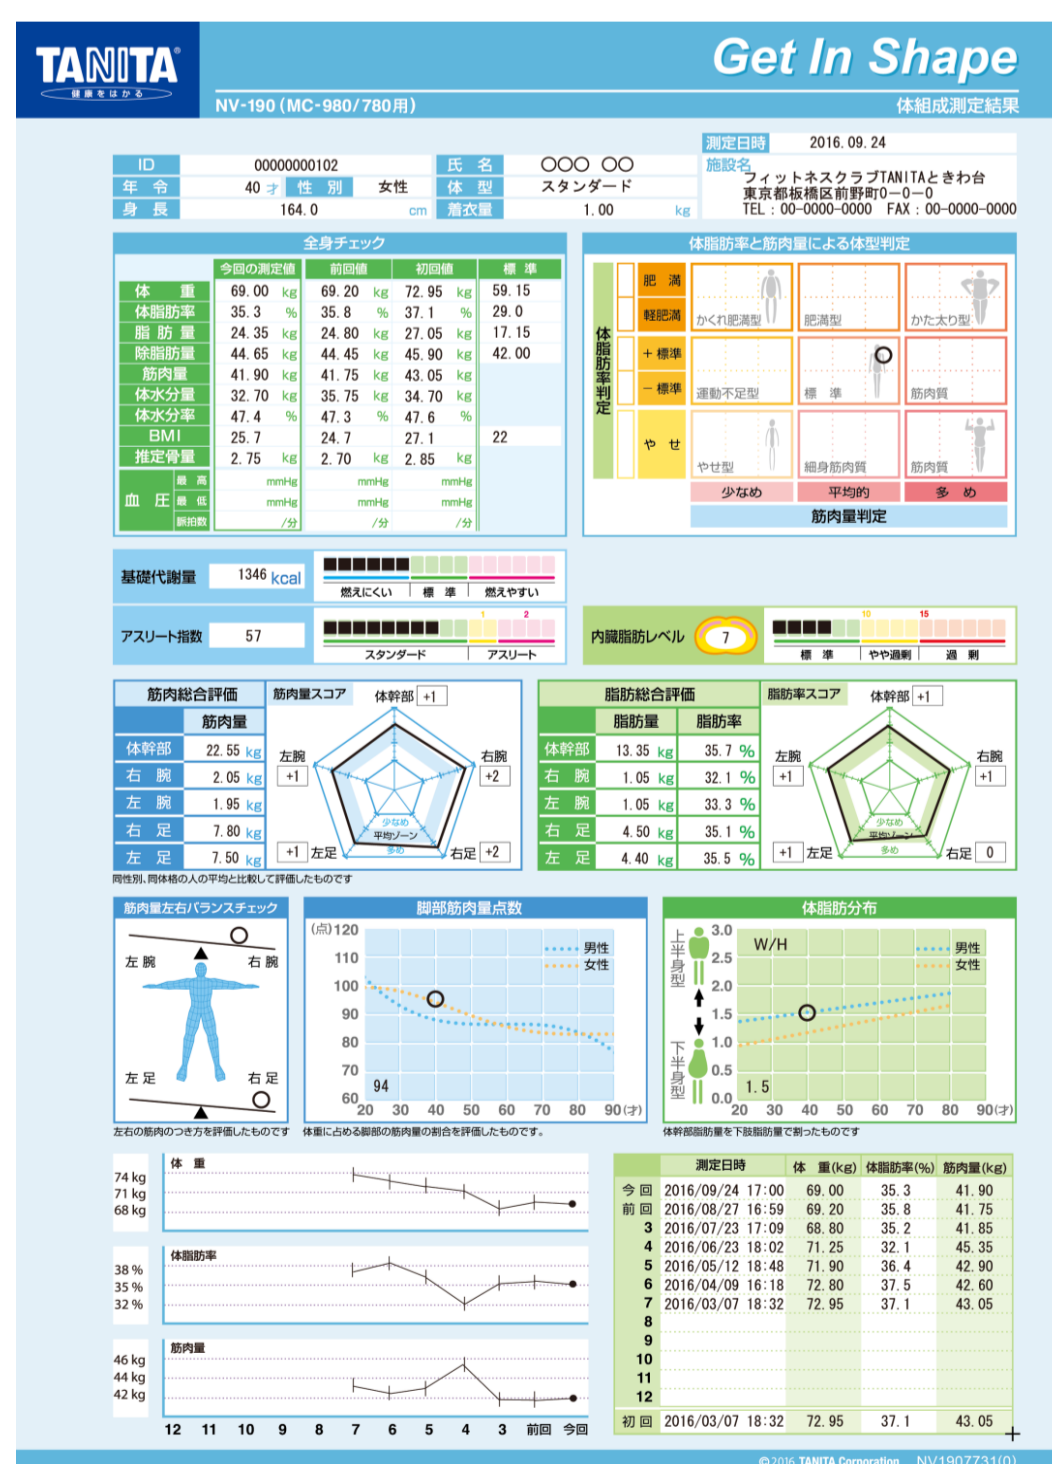 TANITA®
健康をはかる
Get In Shape
NV-190（MC-980/780用）
体組成測定結果
測定日時 2016.09.24
ID 00000000102 氏 名 ○○○ ○○
施設名
フィットネスクラブTANITAときわ台
年 令 40 才 性 別 女性 体 型 スタンダード
東京都板橋区前野町0－0－0
身 長 164.0 cm 着衣量 1.00 kg
TEL：00-0000-0000 FAX：00-0000-0000
全身チェック
今回の測定値 前回値 初回値 標 準
体 重 69.00 kg 69.20 kg 72.95 kg 59.15
体脂肪率 35.3 % 35.8 % 37.1 % 29.0
脂 肪 量 24.35 kg 24.80 kg 27.05 kg 17.15
除脂肪量 44.65 kg 44.45 kg 45.90 kg 42.00
筋肉量 41.90 kg 41.75 kg 43.05 kg
体水分量 32.70 kg 35.75 kg 34.70 kg
体水分率 47.4 % 47.3 % 47.6 %
BMI 25.7 24.7 27.1 22
推定骨量 2.75 kg 2.70 kg 2.85 kg
血 圧
最 高 mmHg mmHg mmHg
最 低 mmHg mmHg mmHg
脈拍数 /分 /分 /分
体脂肪率と筋肉量による体型判定
体脂肪率判定
肥 満
軽肥満
かくれ肥満型 肥満型 かた太り型
＋標準
－標準
運動不足型 標 準 筋肉質
や せ
やせ型 細身筋肉質 筋肉質
少なめ 平均的 多 め
筋肉量判定
基礎代謝量 1346 kcal
燃えにくい 標 準 燃えやすい
アスリート指数 57
1 2
スタンダード アスリート
内臓脂肪レベル 7
10 15
標 準 やや過剰 過 剰
筋肉総合評価
筋肉量
体幹部 22.55 kg
右 腕 2.05 kg
左 腕 1.95 kg
右 足 7.80 kg
左 足 7.50 kg
筋肉量スコア
体幹部 +1
左腕 +1
右腕 +2
少なめ
平均ゾーン
多め
+1 左足
右足 +2
同性別、同体格の人の平均と比較して評価したものです
脂肪総合評価
脂肪量 脂肪率
体幹部 13.35 kg 35.7 %
右 腕 1.05 kg 32.1 %
左 腕 1.05 kg 33.3 %
右 足 4.50 kg 35.1 %
左 足 4.40 kg 35.5 %
脂肪率スコア
体幹部 +1
左腕 +1
右腕 +1
少なめ
平均ゾーン
多め
+1 左足
右足 0
筋肉量左右バランスチェック
左 腕 右 腕
左 足 右 足
左右の筋肉のつき方を評価したものです
脚部筋肉量点数
(点)
120
110
100
90
80
70
60
男性
女性
94
20 30 40 50 60 70 80 90(才)
体重に占める脚部の筋肉量の割合を評価したものです。
体脂肪分布
上半身型
下半身型
3.0
2.5
2.0
1.5
1.0
0.5
0.0
W/H
男性
女性
1.5
20 30 40 50 60 70 80 90(才)
体幹部脂肪量を下肢脂肪量で割ったものです
体 重
74 kg
71 kg
68 kg
体脂肪率
38 %
35 %
32 %
筋肉量
46 kg
44 kg
42 kg
12 11 10 9 8 7 6 5 4 3 前回 今回
測定日時 体 重(kg) 体脂肪率(%) 筋肉量(kg)
今 回 2016/09/24 17:00 69.00 35.3 41.90
前 回 2016/08/27 16:59 69.20 35.8 41.75
3 2016/07/23 17:09 68.80 35.2 41.85
4 2016/06/23 18:02 71.25 32.1 45.35
5 2016/05/12 18:48 71.90 36.4 42.90
6 2016/04/09 16:18 72.80 37.5 42.60
7 2016/03/07 18:32 72.95 37.1 43.05
8
9
10
11
12
初 回 2016/03/07 18:32 72.95 37.1 43.05
©2016 TANITA Corporation NV1907731(0)